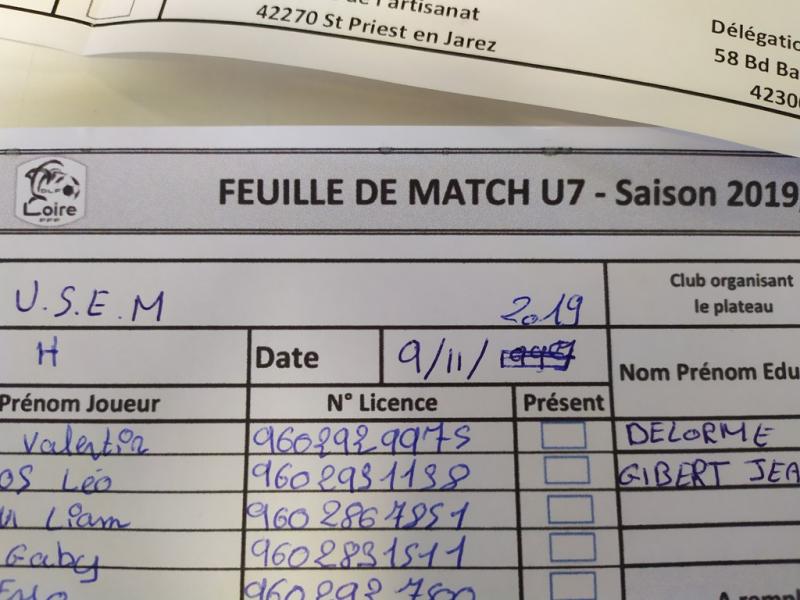 l'artisanat
42270 St Priest en Jarez
Délégatio
58 Bd Ba
4230
Loire
FEUILLE DE MATCH U7 - Saison 2019
U.S.E.M
2019
Club organisant
le plateau
H
Date
9/11/
Nom Prénom Edu
Prénom Joueur
N° Licence
Présent
Valentin
9602929975
DELORME
OS Léo
9602931138
GIBERT JEA
Liam
9602867851
Gaby
9602831511